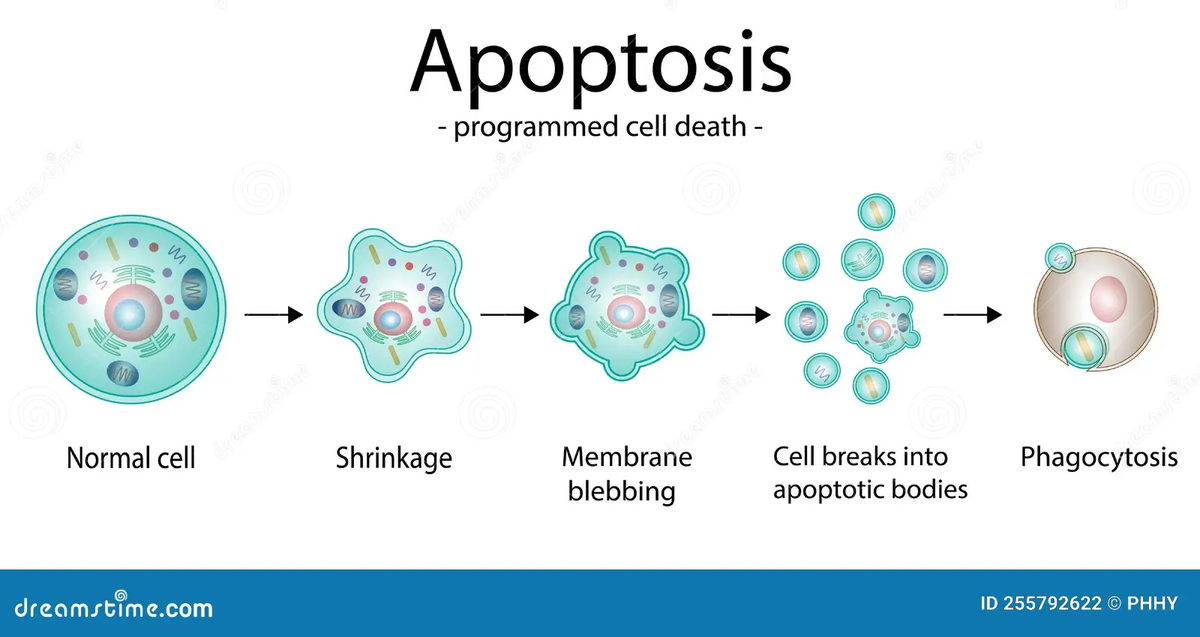 Apoptosis
- programmed cell death -
Normal cell
Shrinkage
Membrane
blebbing
Cell breaks into
apoptotic bodies
Phagocytosis
dreamstime.com
ID 255792622 © PHHY